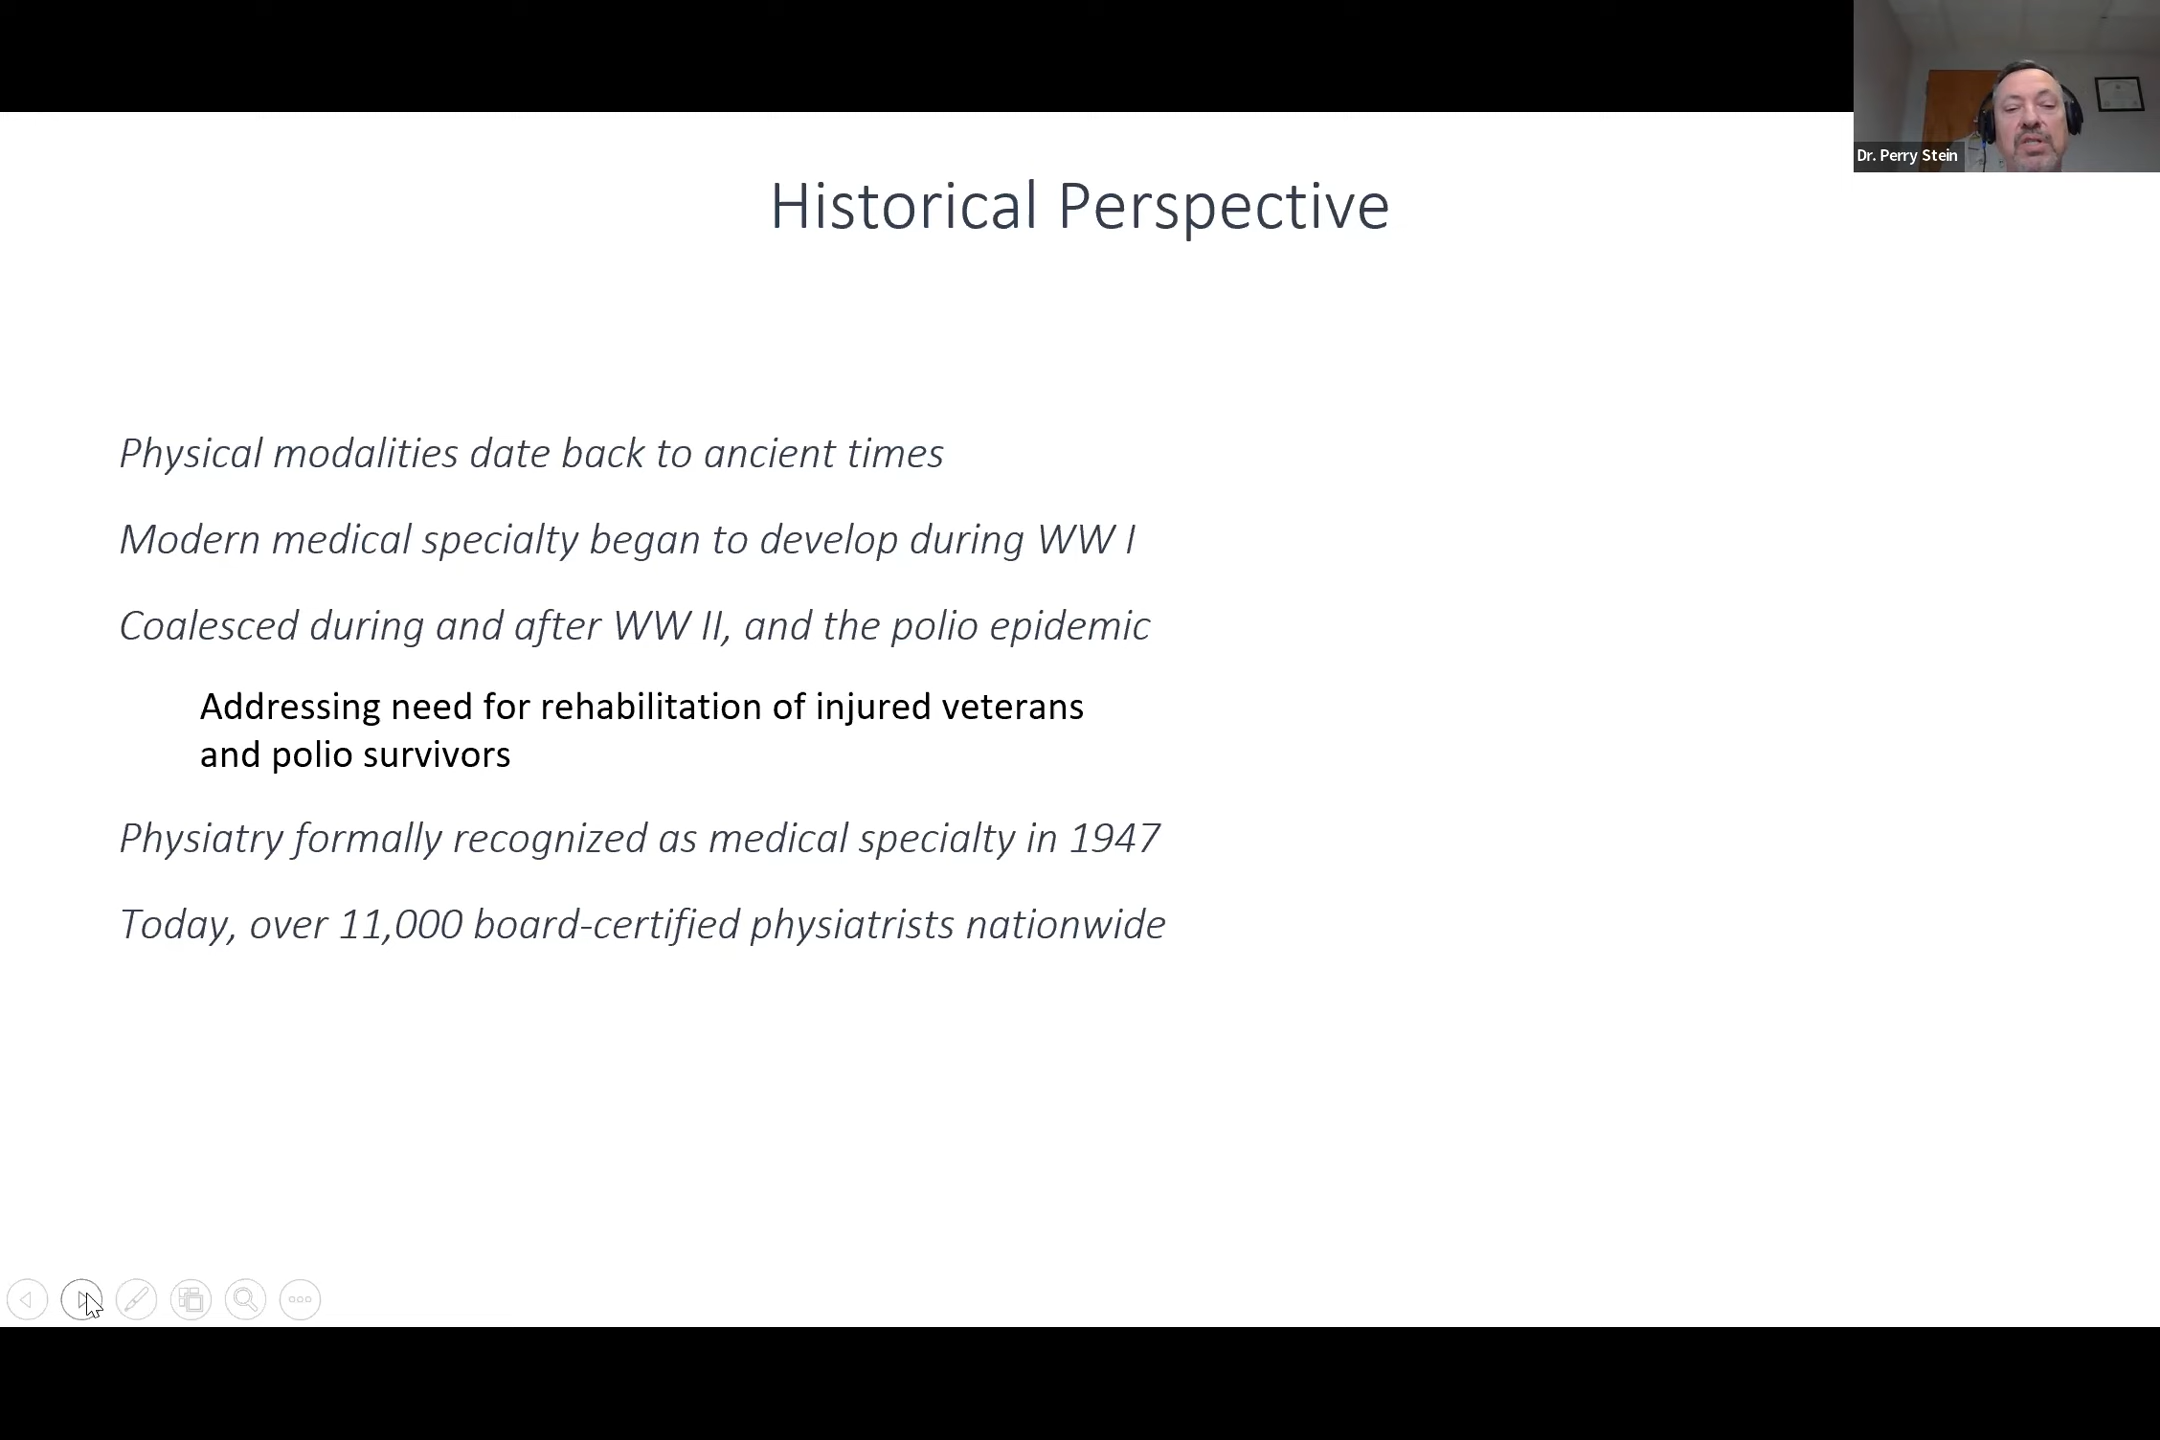 Dr. Perry Stein
Historical Perspective
Physical modalities date back to ancient times
Modern medical specialty began to develop during WW I
Coalesced during and after WW II, and the polio epidemic
Addressing need for rehabilitation of injured veterans
and polio survivors
Physiatry formally recognized as medical specialty in 1947
Today, over 11,000 board-certified physiatrists nationwide